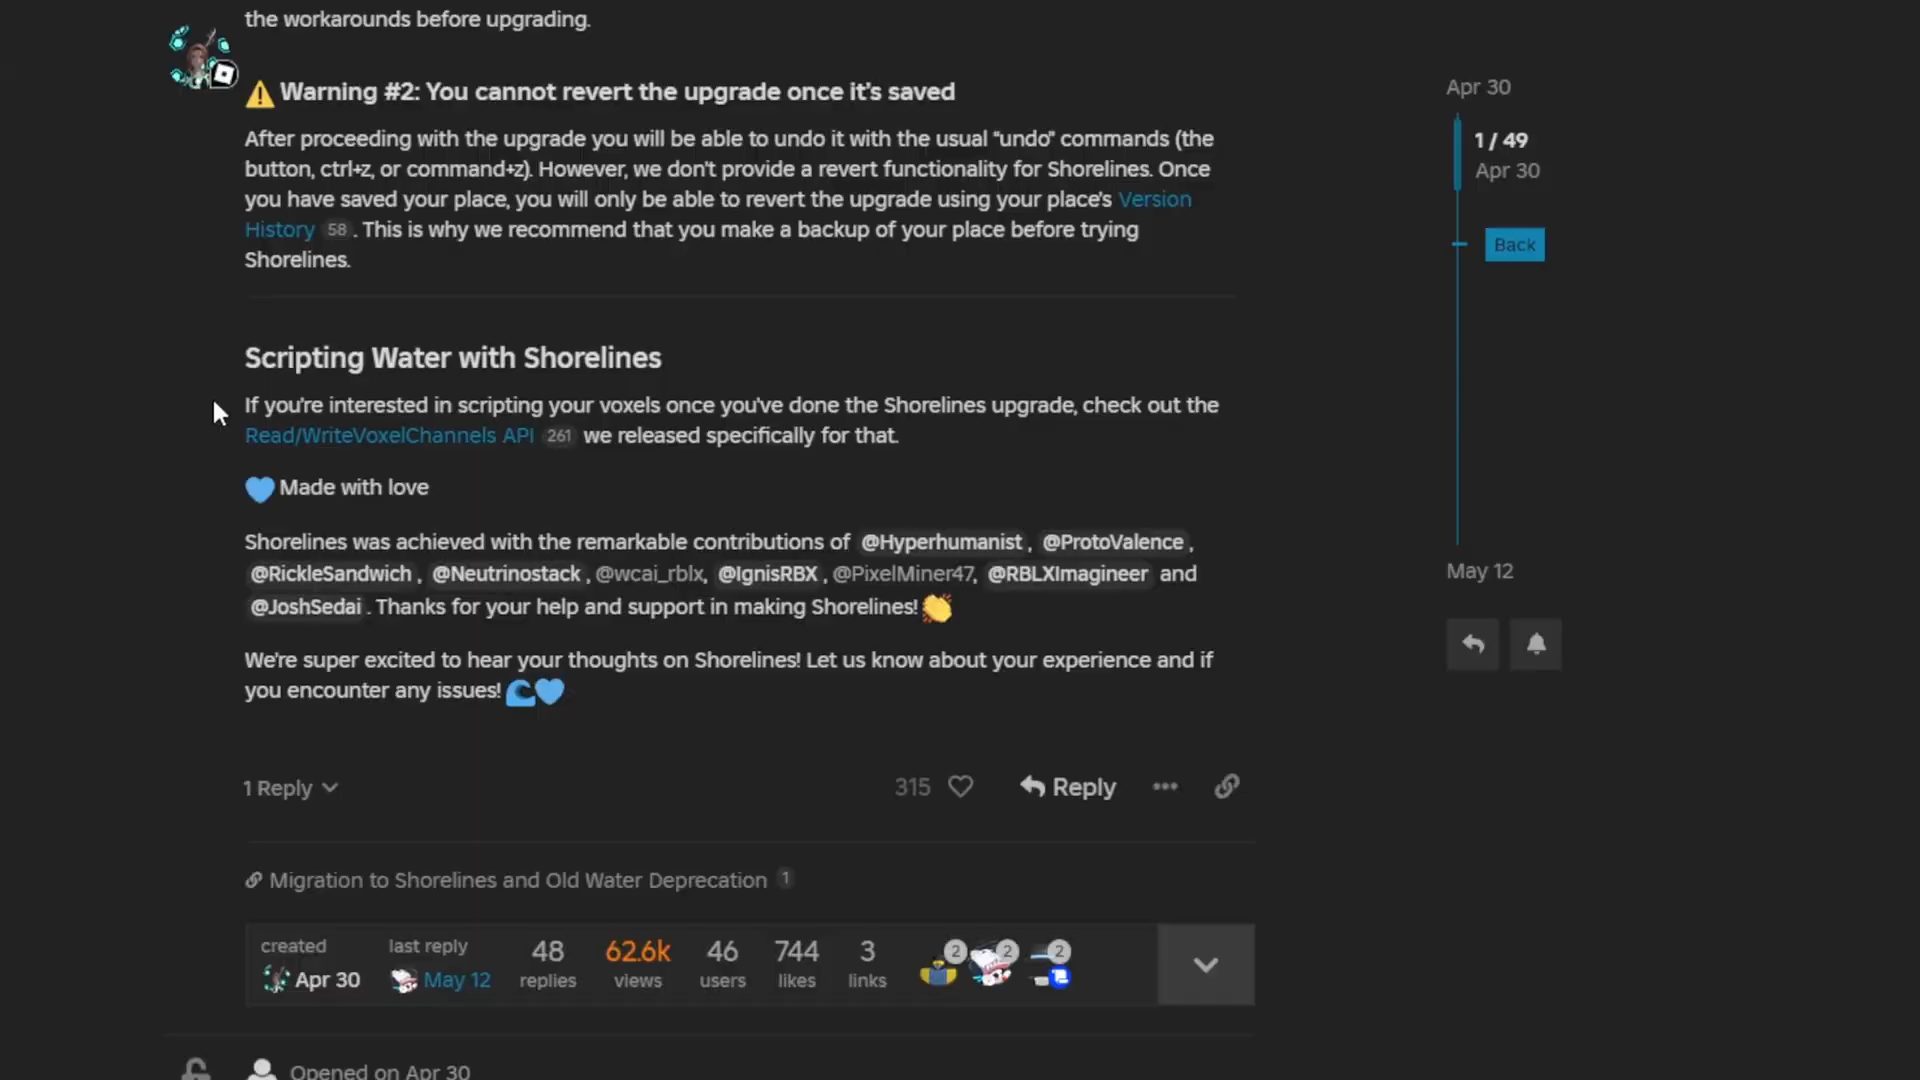 the workarounds before upgrading.
Warning #2: You cannot revert the upgrade once it's saved
After proceeding with the upgrade you will be able to undo it with the usual "undo" commands (the
button, ctrl+z, or command+z). However, we don't provide a revert functionality for Shorelines. Once
you have saved your place, you will only be able to revert the upgrade using your place's Version
History 58 . This is why we recommend that you make a backup of your place before trying
Shorelines.
Scripting Water with Shorelines
If you're interested in scripting your voxels once you've done the Shorelines upgrade, check out the
Read/WriteVoxelChannels API 261 we released specifically for that.
Made with love
Shorelines was achieved with the remarkable contributions of @Hyperhumanist , @ProtoValence ,
@RickleSandwich , @Neutrinostack , @wcai_rblx, @IgnisRBX , @PixelMiner47, @RBLXImagineer and
@JoshSedai . Thanks for your help and support in making Shorelines!
We're super excited to hear your thoughts on Shorelines! Let us know about your experience and if
you encounter any issues!
1 Reply
315
Reply
Migration to Shorelines and Old Water Deprecation 1
created last reply 48 62.6k 46 744 3 2 2 2
Apr 30 May 12 replies views users likes links
Opened on Apr 30
Apr 30
1 / 49
Apr 30
Back
May 12